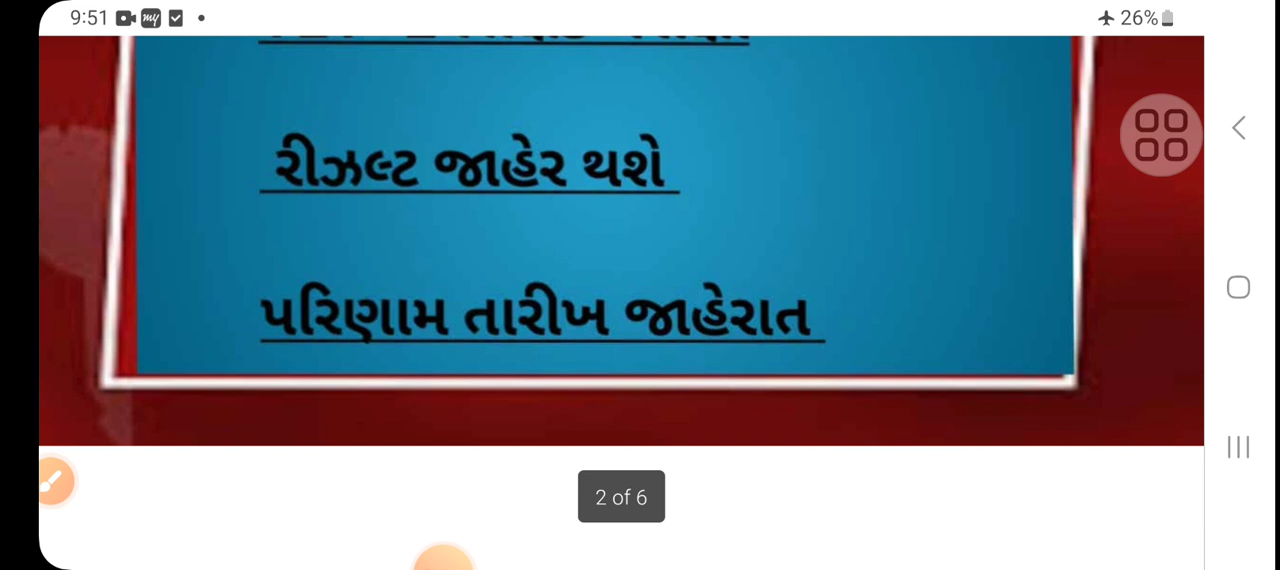 9:51
26%
રીઝલ્ટ જાહેર થશે
પરિણામ તારીખ જાહેરાત
2 of 6